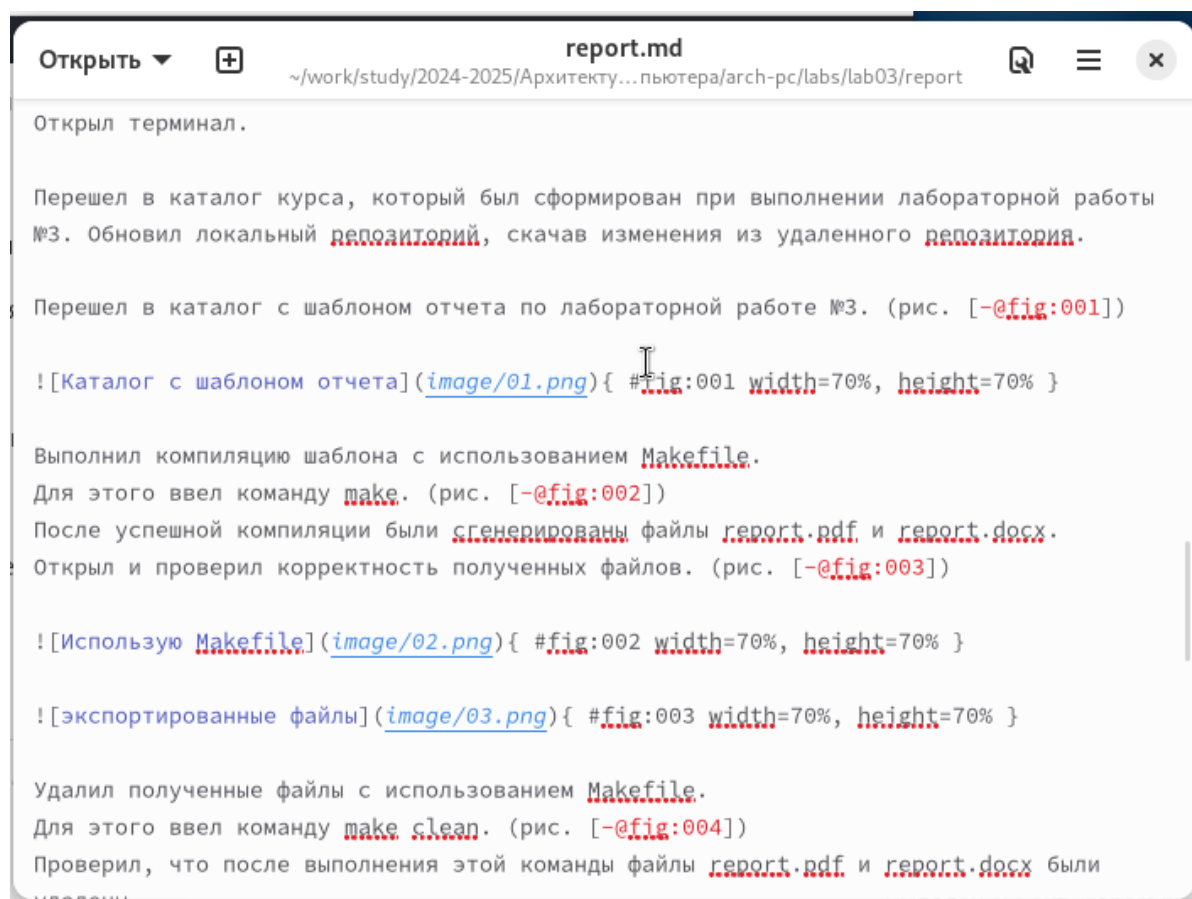 Открыть
report.md
~/work/study/2024-2025/Архитекту…пьютера/arch-pc/labs/lab03/report
Открыл терминал.
Перешел в каталог курса, который был сформирован при выполнении лабораторной работы
№3. Обновил локальный репозиторий, скачав изменения из удаленного репозитория.
Перешел в каталог с шаблоном отчета по лабораторной работе №3. (рис. [-@fig:001])
![Каталог с шаблоном отчета](image/01.png){ #fig:001 width=70%, height=70% }
Выполнил компиляцию шаблона с использованием Makefile.
Для этого ввел команду make. (рис. [-@fig:002])
После успешной компиляции были сгенерированы файлы report.pdf и report.docx.
Открыл и проверил корректность полученных файлов. (рис. [-@fig:003])
![Использую Makefile](image/02.png){ #fig:002 width=70%, height=70% }
![экспортированные файлы](image/03.png){ #fig:003 width=70%, height=70% }
Удалил полученные файлы с использованием Makefile.
Для этого ввел команду make clean. (рис. [-@fig:004])
Проверил, что после выполнения этой команды файлы report.pdf и report.docx были